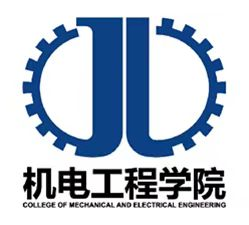 机电工程学院
COLLEGE OF MECHANICAL AND ELECTRICAL ENGINEERING